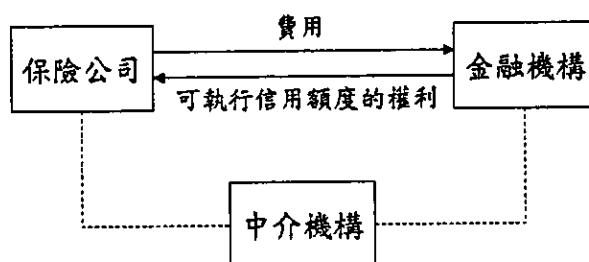 費用
保險公司
金融機構
可執行信用額度的權利
中介機構